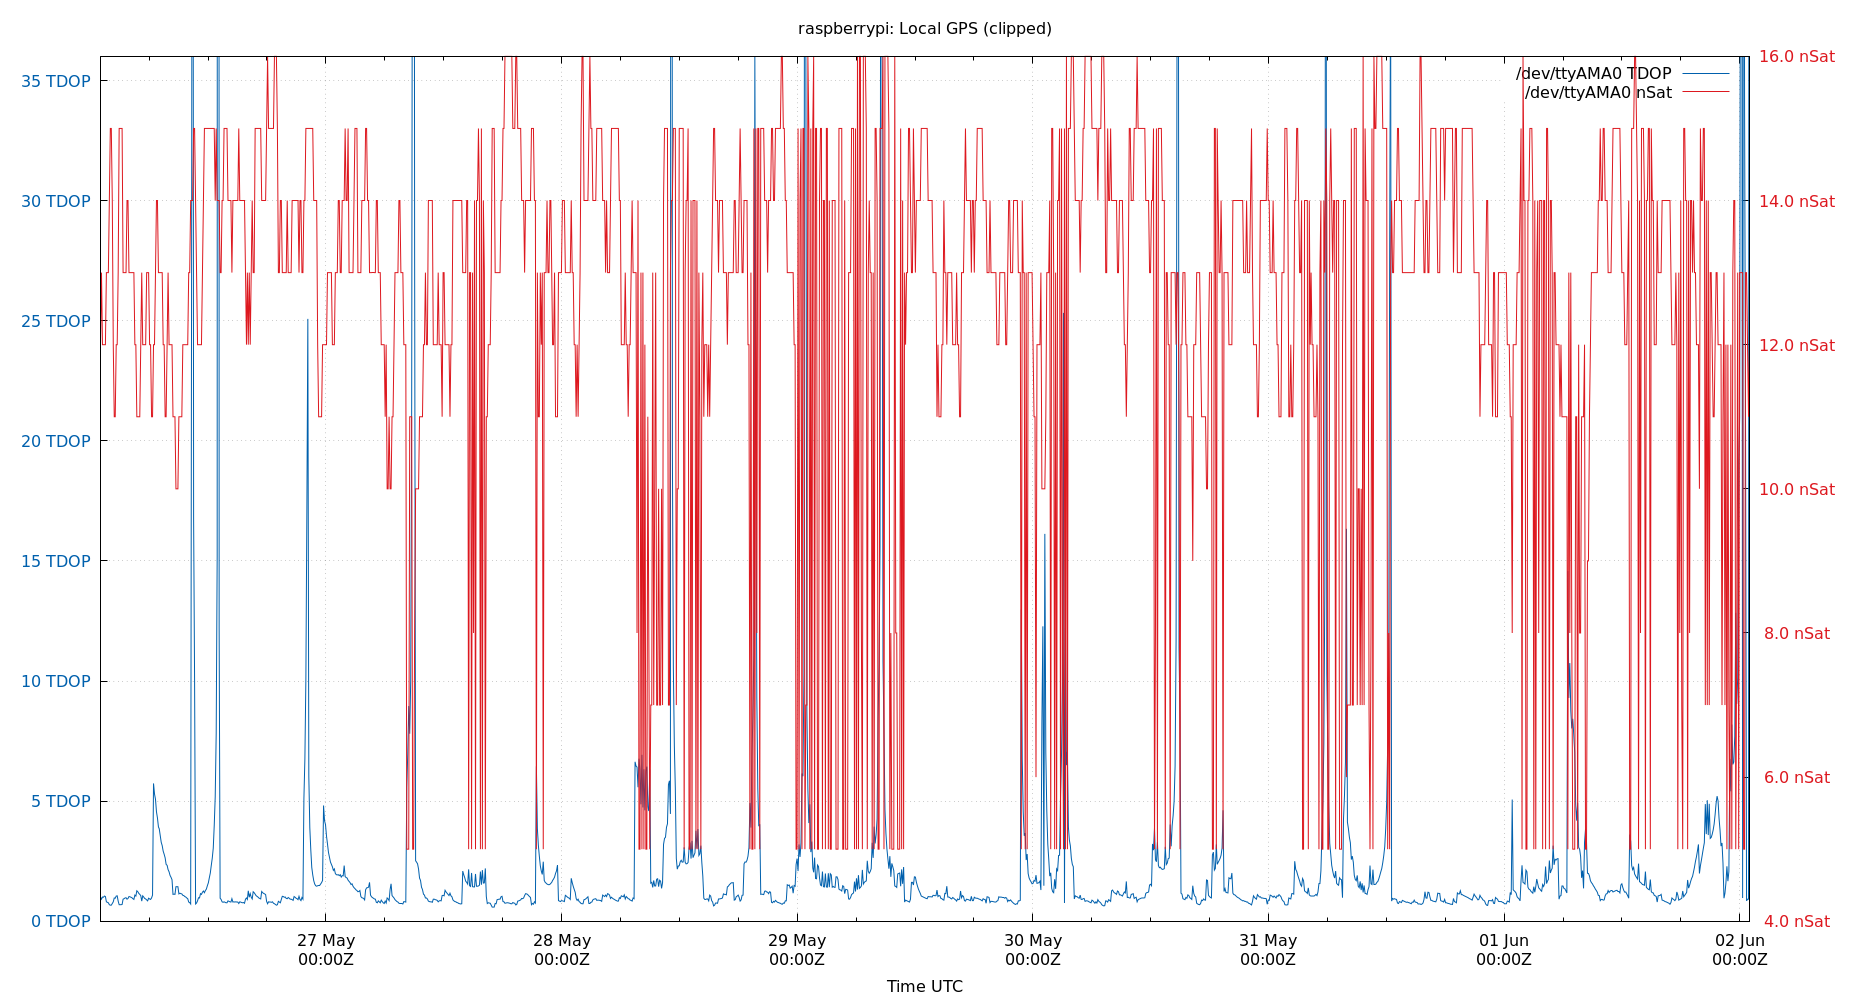 raspberrypi: Local GPS (clipped)
35 TDOP
30 TDOP
25 TDOP
20 TDOP
15 TDOP
10 TDOP
5 TDOP
0 TDOP
16.0 nSat
14.0 nSat
12.0 nSat
10.0 nSat
8.0 nSat
6.0 nSat
4.0 nSat
/dev/ttyAMA0 TDOP
/dev/ttyAMA0 nSat
27 May
00:00Z
28 May
00:00Z
29 May
00:00Z
30 May
00:00Z
31 May
00:00Z
01 Jun
00:00Z
02 Jun
00:00Z
Time UTC